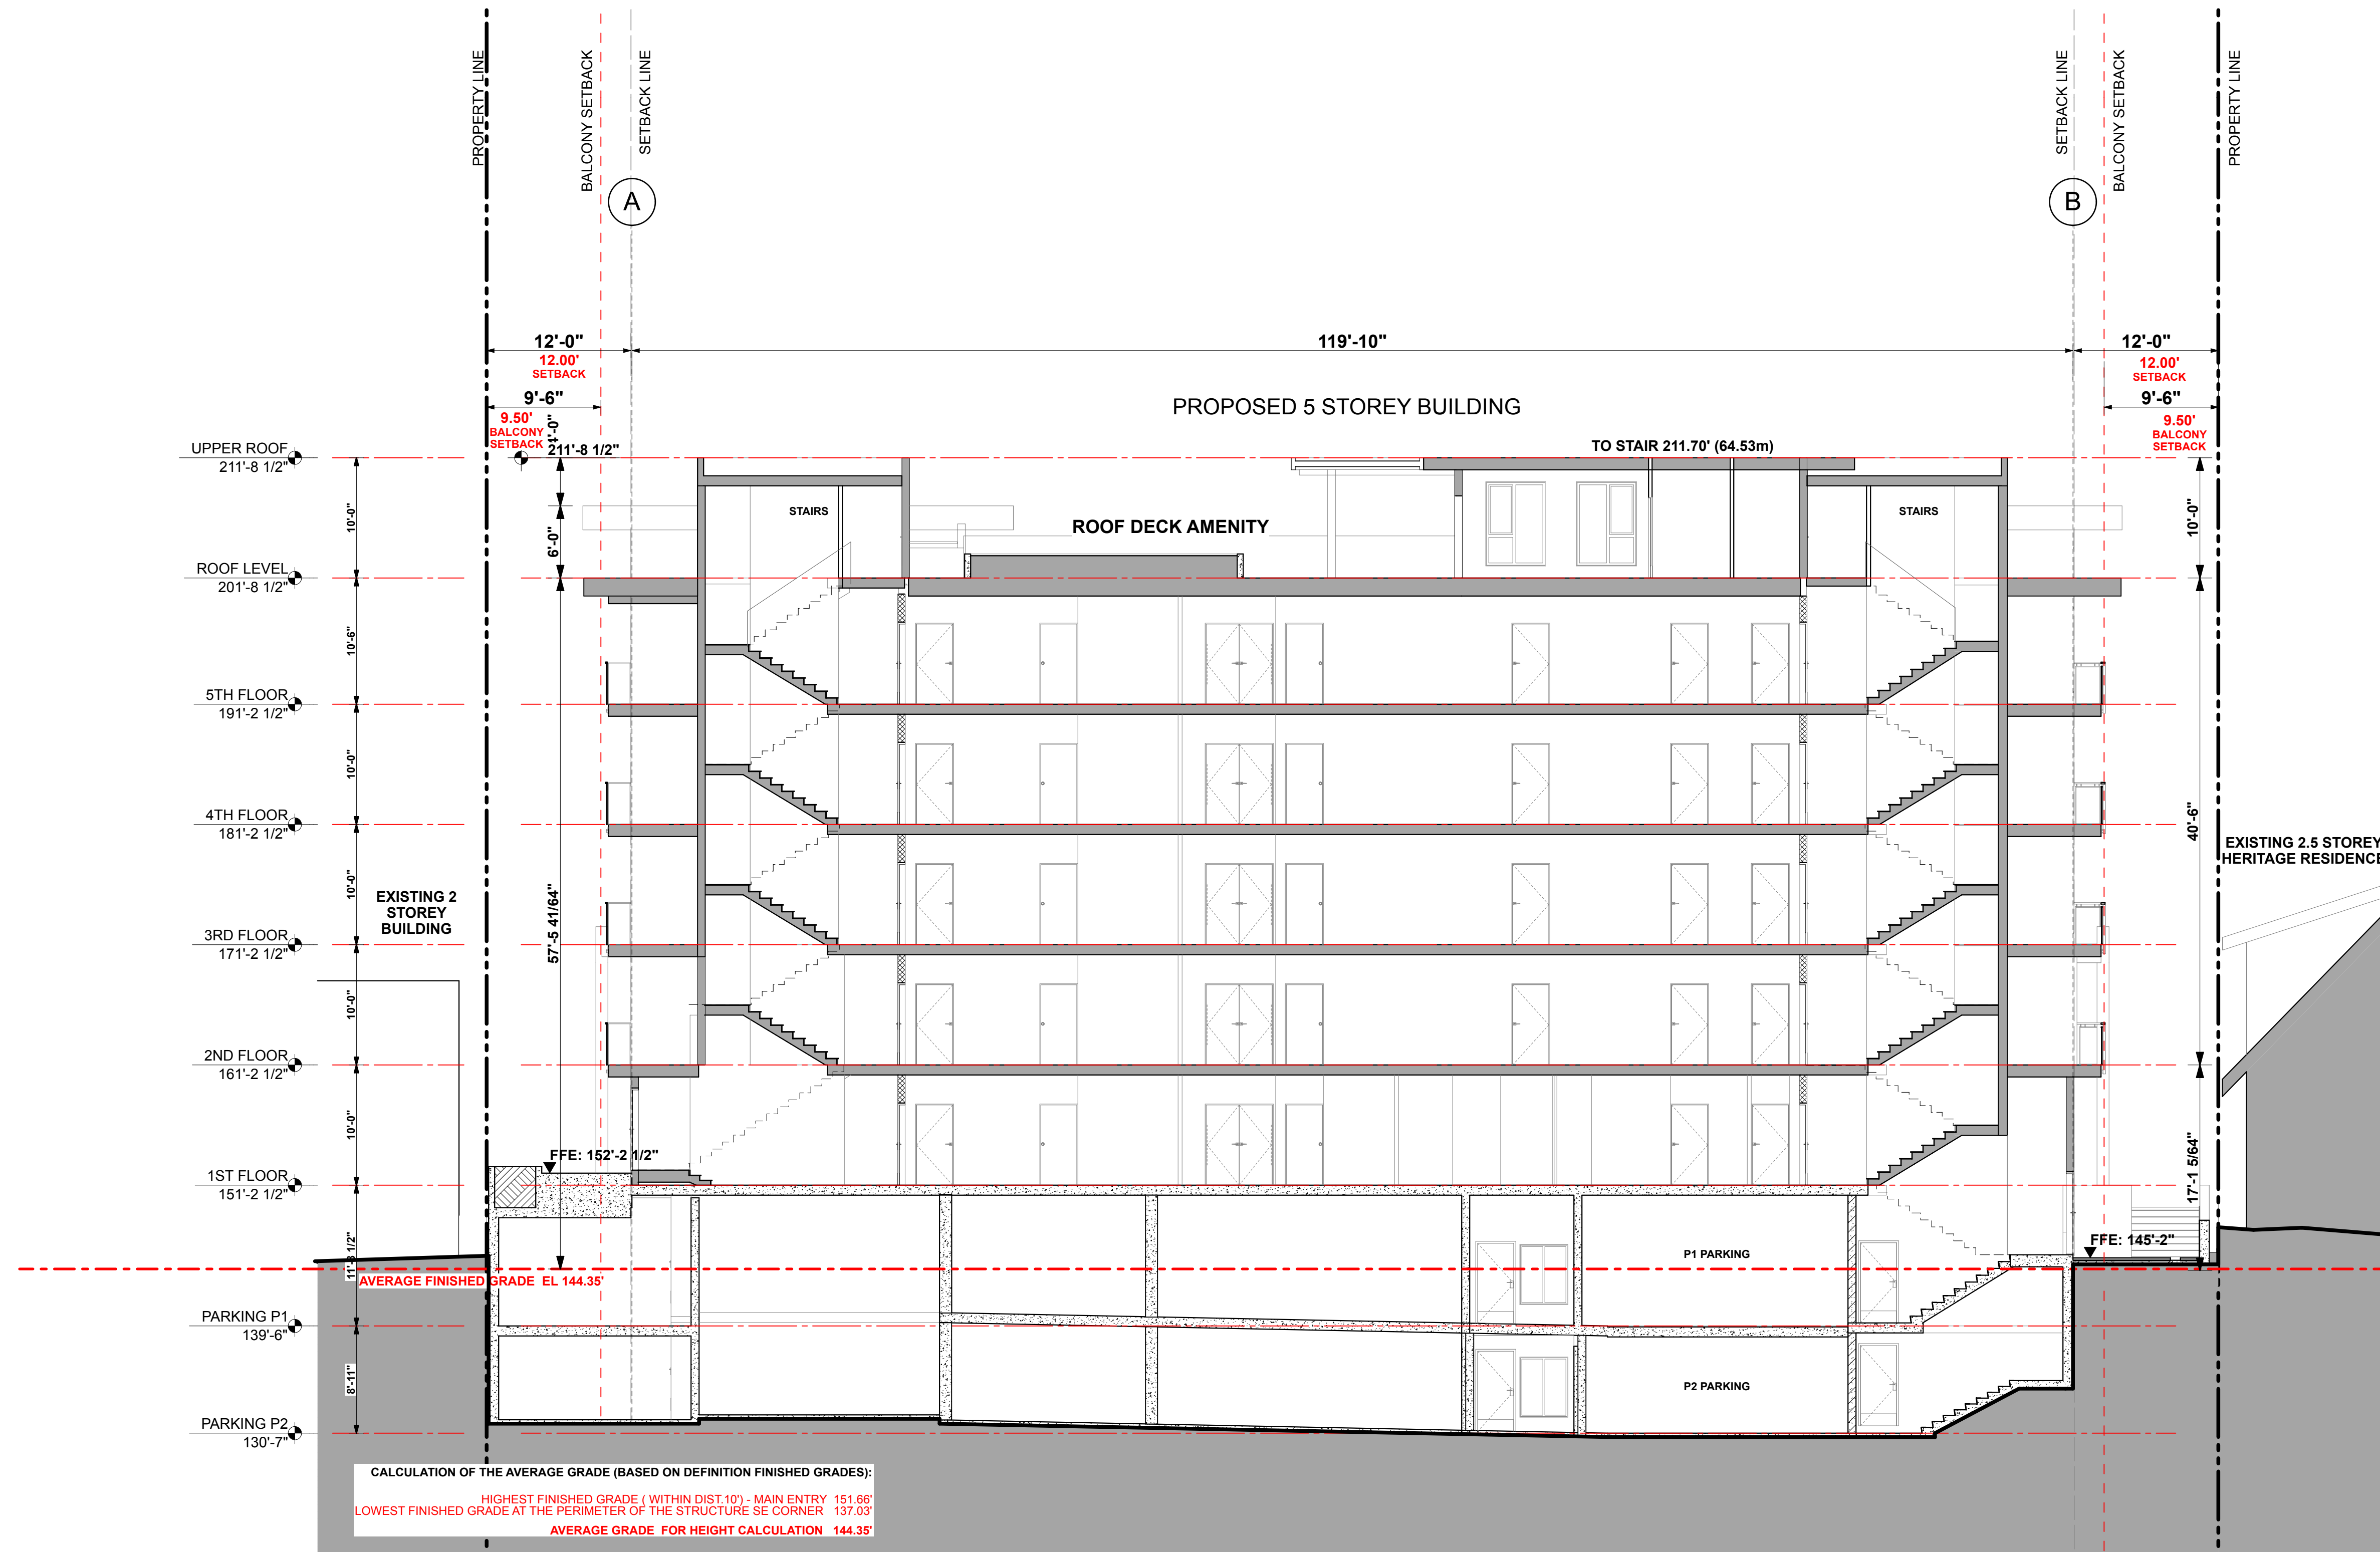 PROPERTY LINE
BALCONY SETBACK
SETBACK LINE
SETBACK LINE
BALCONY SETBACK
PROPERTY LINE
A
B
12'-0"
119'-10"
12'-0"
12.00'
SETBACK
12.00'
SETBACK
9'-6"
9'-6"
PROPOSED 5 STOREY BUILDING
9.50'
BALCONY
SETBACK
9.50'
BALCONY
SETBACK
211'-8 1/2"
TO STAIR 211.70' (64.53m)
UPPER ROOF
211'-8 1/2"
10'-0"
6'-0"
STAIRS
ROOF DECK AMENITY
STAIRS
10'-0"
ROOF LEVEL
201'-8 1/2"
10'-6"
5TH FLOOR
191'-2 1/2"
10'-0"
4TH FLOOR
181'-2 1/2"
40'-6"
EXISTING 2.5 STOREY
HERITAGE RESIDENCE
10'-0"
EXISTING 2
STOREY
BUILDING
57'-5 41/64"
3RD FLOOR
171'-2 1/2"
10'-0"
2ND FLOOR
161'-2 1/2"
10'-0"
FFE: 152'-2 1/2"
17'-1 5/64"
1ST FLOOR
151'-2 1/2"
11'-8 1/2"
FFE: 145'-2"
P1 PARKING
AVERAGE FINISHED GRADE EL 144.35'
PARKING P1
139'-6"
8'-11"
P2 PARKING
PARKING P2
130'-7"
CALCULATION OF THE AVERAGE GRADE (BASED ON DEFINITION FINISHED GRADES):
HIGHEST FINISHED GRADE ( WITHIN DIST.10') - MAIN ENTRY 151.66'
LOWEST FINISHED GRADE AT THE PERIMETER OF THE STRUCTURE SE CORNER 137.03'
AVERAGE GRADE FOR HEIGHT CALCULATION 144.35'